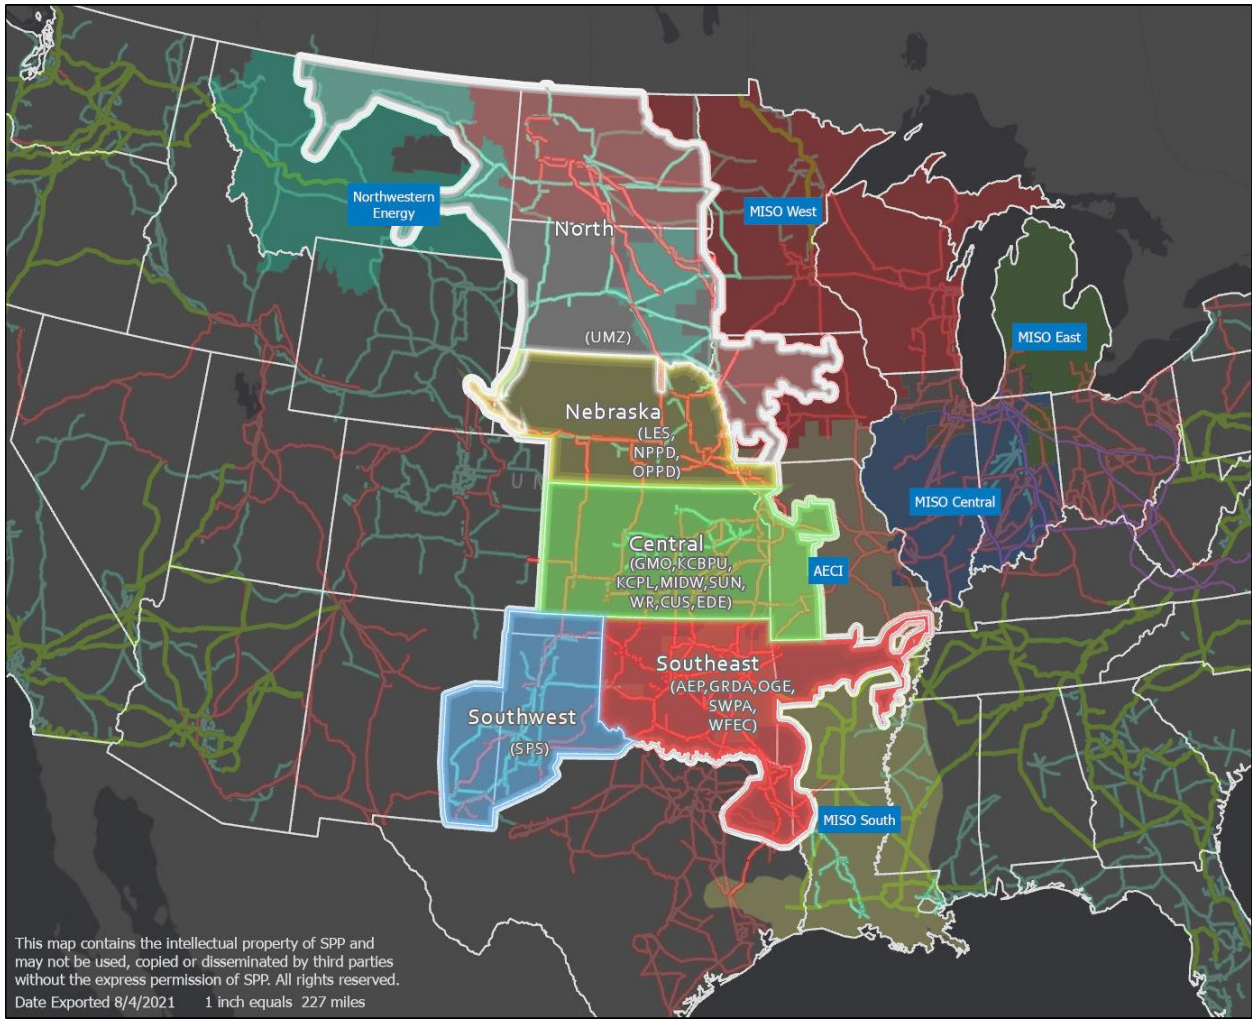 Northwestern
Energy
MISO West
North
MISO East
(UMZ)
Nebraska
(LES,
NPPD,
OPPD)
U N
MISO Central
Central
(GMO,KCBPU,
KCPL,MIDW,SUN,
WR,CUS,EDE)
AECI
Southeast
(AEP,GRDA,OGE,
SWPA,
WFEC)
Southwest
(SPS)
MISO South
This map contains the intellectual property of SPP and
may not be used, copied or disseminated by third parties
without the express permission of SPP. All rights reserved.
Date Exported 8/4/2021 1 inch equals 227 miles